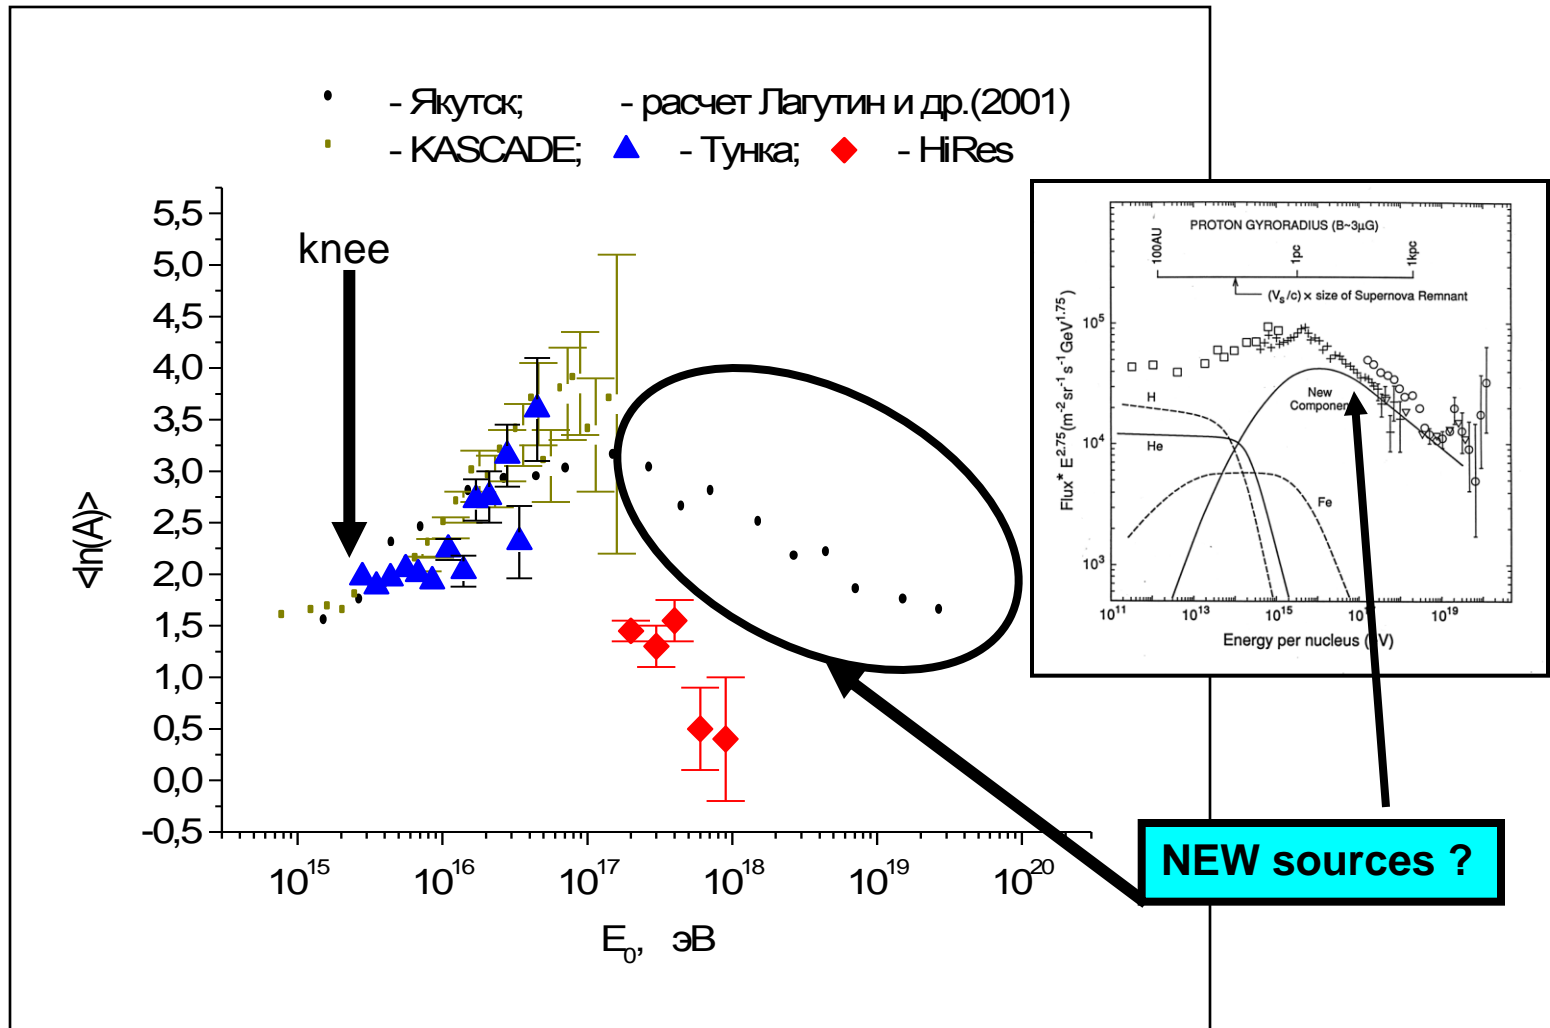 - Якутск; - расчет Лагутин и др.(2001)
- KASCADE; - Тунка; - HiRes
knee
5,5
5,0
4,5
4,0
3,5
3,0
2,5
2,0
1,5
1,0
0,5
0,0
-0,5
<ln(A)>
10^15 10^16 10^17 10^18 10^19 10^20
E_0, эВ
PROTON GYRORADIUS (B~3μG)
100AU 1pc 1kpc
(V_s/c) × size of Supernova Remnant
Flux * E^2.75 (m^-2 sr^-1 s^-1 GeV^1.75)
10^5
10^4
10^3
H
He
New
Fe
10^11 10^13 10^15 10^19
Energy per nucleus
NEW sources ?